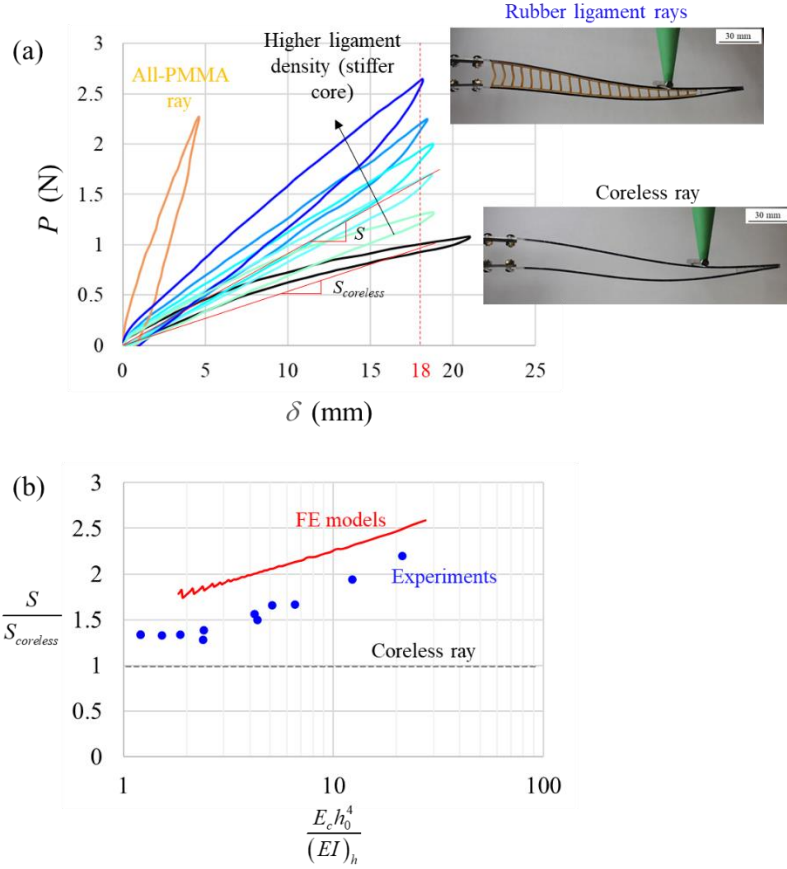 (a)
Rubber ligament rays
30 mm
3
2.5
2
1.5
1
0.5
0
P (N)
All-PMMA
ray
Higher ligament
density (stiffer
core)
S
S_coreless
Coreless ray
30 mm
0 5 10 15 18 20 25
δ (mm)
(b)
3
2.5
2
1.5
1
0.5
0
S
S_coreless
FE models
Experiments
Coreless ray
1 10 100
E_c h_0^4
(EI)_h